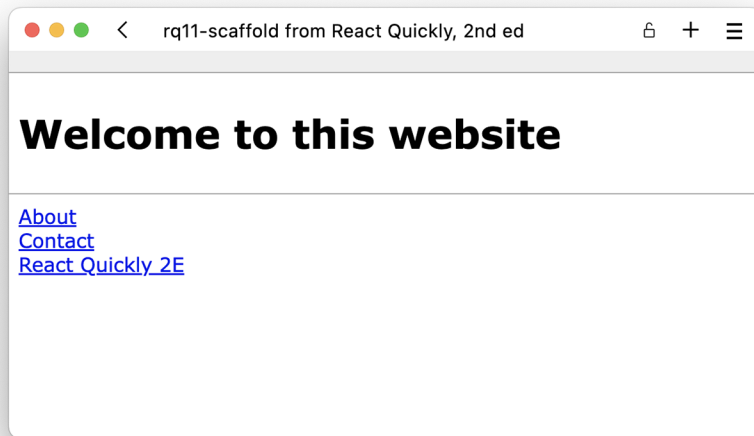 rq11-scaffold from React Quickly, 2nd ed
Welcome to this website
About
Contact
React Quickly 2E